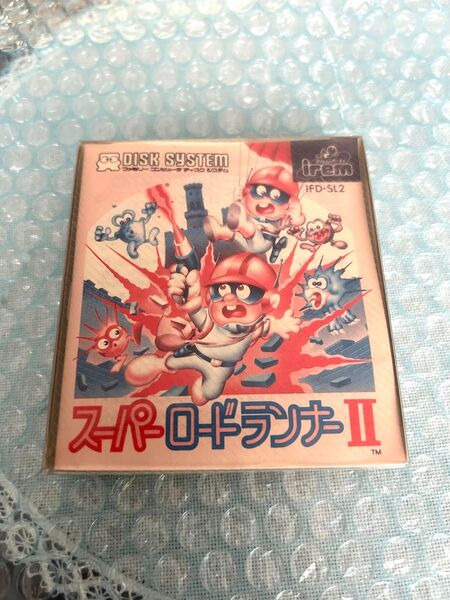 DISK SYSTEM
ファミリー コンピュータ ディスク システム
irem
IFD-SL2
スーパーロードランナーII
TM